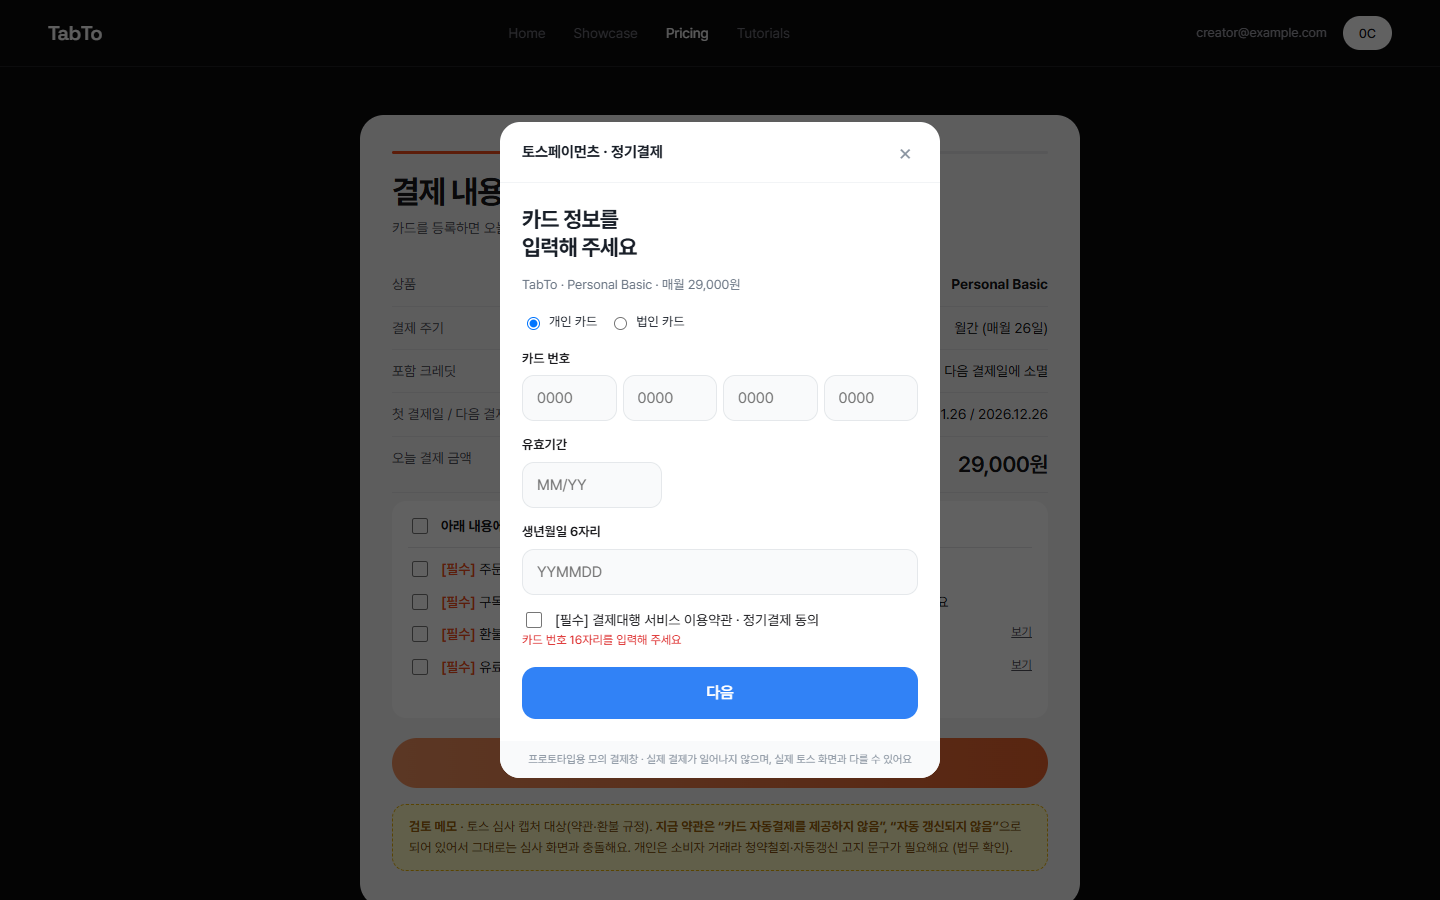 TabTo
Home
Showcase
Pricing
Tutorials
creator@example.com
0C
결제 내용
카드를 등록하면 오늘
상품
Personal Basic
결제 주기
월간 (매월 26일)
포함 크레딧
다음 결제일에 소멸
첫 결제일 / 다음 결제
1.26 / 2026.12.26
오늘 결제 금액
29,000원
아래 내용에
[필수] 주문
[필수] 구독
요
[필수] 환불
보기
[필수] 유료
보기
토스페이먼츠 · 정기결제
×
카드 정보를
입력해 주세요
TabTo · Personal Basic · 매월 29,000원
개인 카드
법인 카드
카드 번호
0000
0000
0000
0000
유효기간
MM/YY
생년월일 6자리
YYMMDD
[필수] 결제대행 서비스 이용약관 · 정기결제 동의
카드 번호 16자리를 입력해 주세요
다음
프로토타입용 모의 결제창 · 실제 결제가 일어나지 않으며, 실제 토스 화면과 다를 수 있어요
검토 메모 · 토스 심사 캡처 대상(약관·환불 규정). 지금 약관은 “카드 자동결제를 제공하지 않음”, “자동 갱신되지 않음”으로
되어 있어서 그대로는 심사 화면과 충돌해요. 개인은 소비자 거래라 청약철회·자동갱신 고지 문구가 필요해요 (법무 확인).